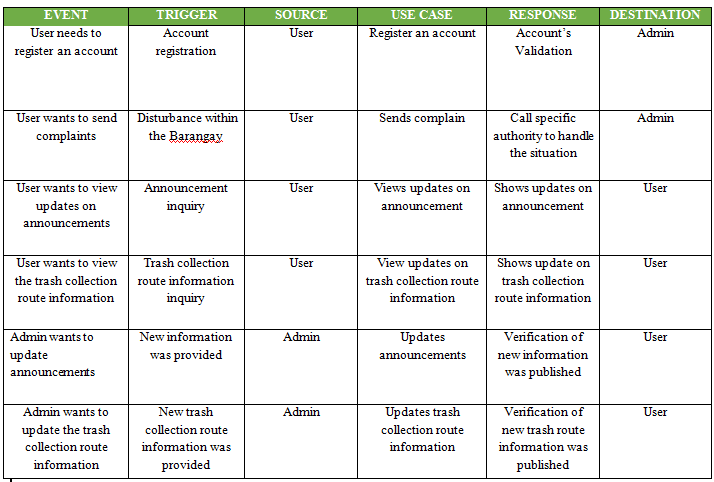 EVENT TRIGGER SOURCE USE CASE RESPONSE DESTINATION
User needs to
register an account
Account
registration
User
Register an account
Account's
Validation
Admin
User wants to send
complaints
Disturbance within
the Barangay
User
Sends complain
Call specific
authority to handle
the situation
Admin
User wants to view
updates on
announcements
Announcement
inquiry
User
Views updates on
announcement
Shows updates on
announcement
User
User wants to view
the trash collection
route information
Trash collection
route information
inquiry
User
View updates on
trash collection route
information
Shows update on
trash collection
route information
User
Admin wants to
update
announcements
New information
was provided
Admin
Updates
announcements
Verification of
new information
was published
User
Admin wants to
update the trash
collection route
information
New trash
collection route
information was
provided
Admin
Updates trash
collection route
information
Verification of
new trash route
information was
published
User